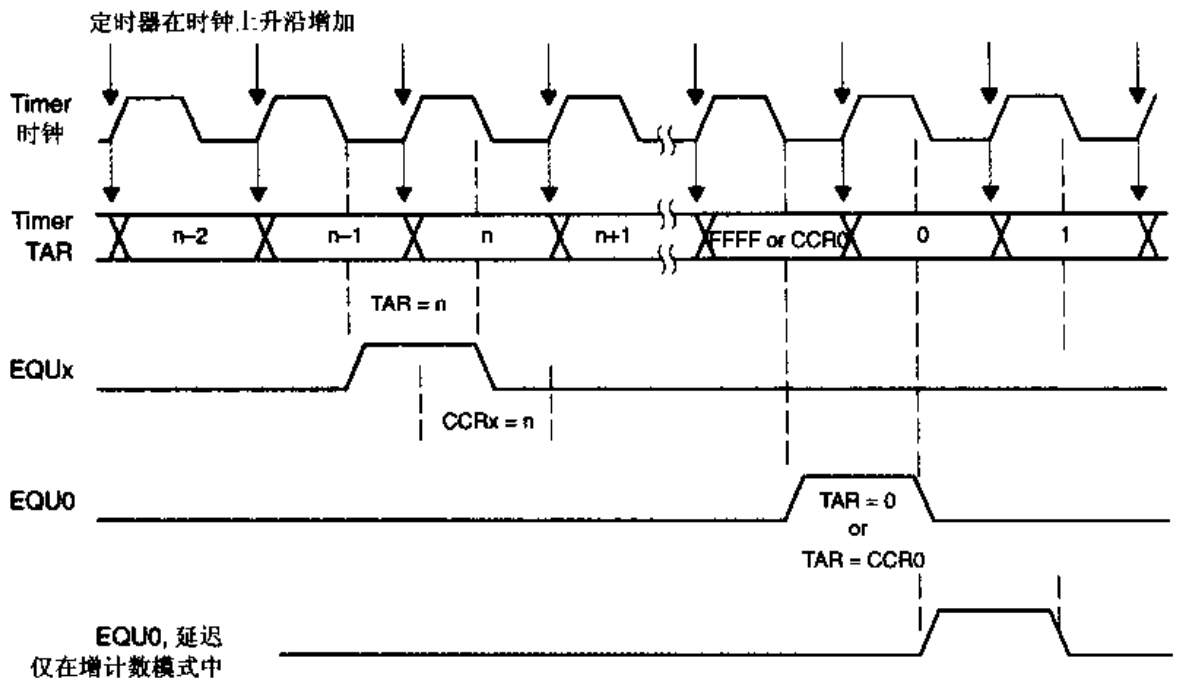 定时器在时钟上升沿增加
Timer
时钟
Timer
TAR
n–2
n–1
n
n+1
FFFF or CCR0
0
1
TAR = n
EQUx
CCRx = n
EQU0
TAR = 0
or
TAR = CCR0
EQU0, 延迟
仅在增计数模式中